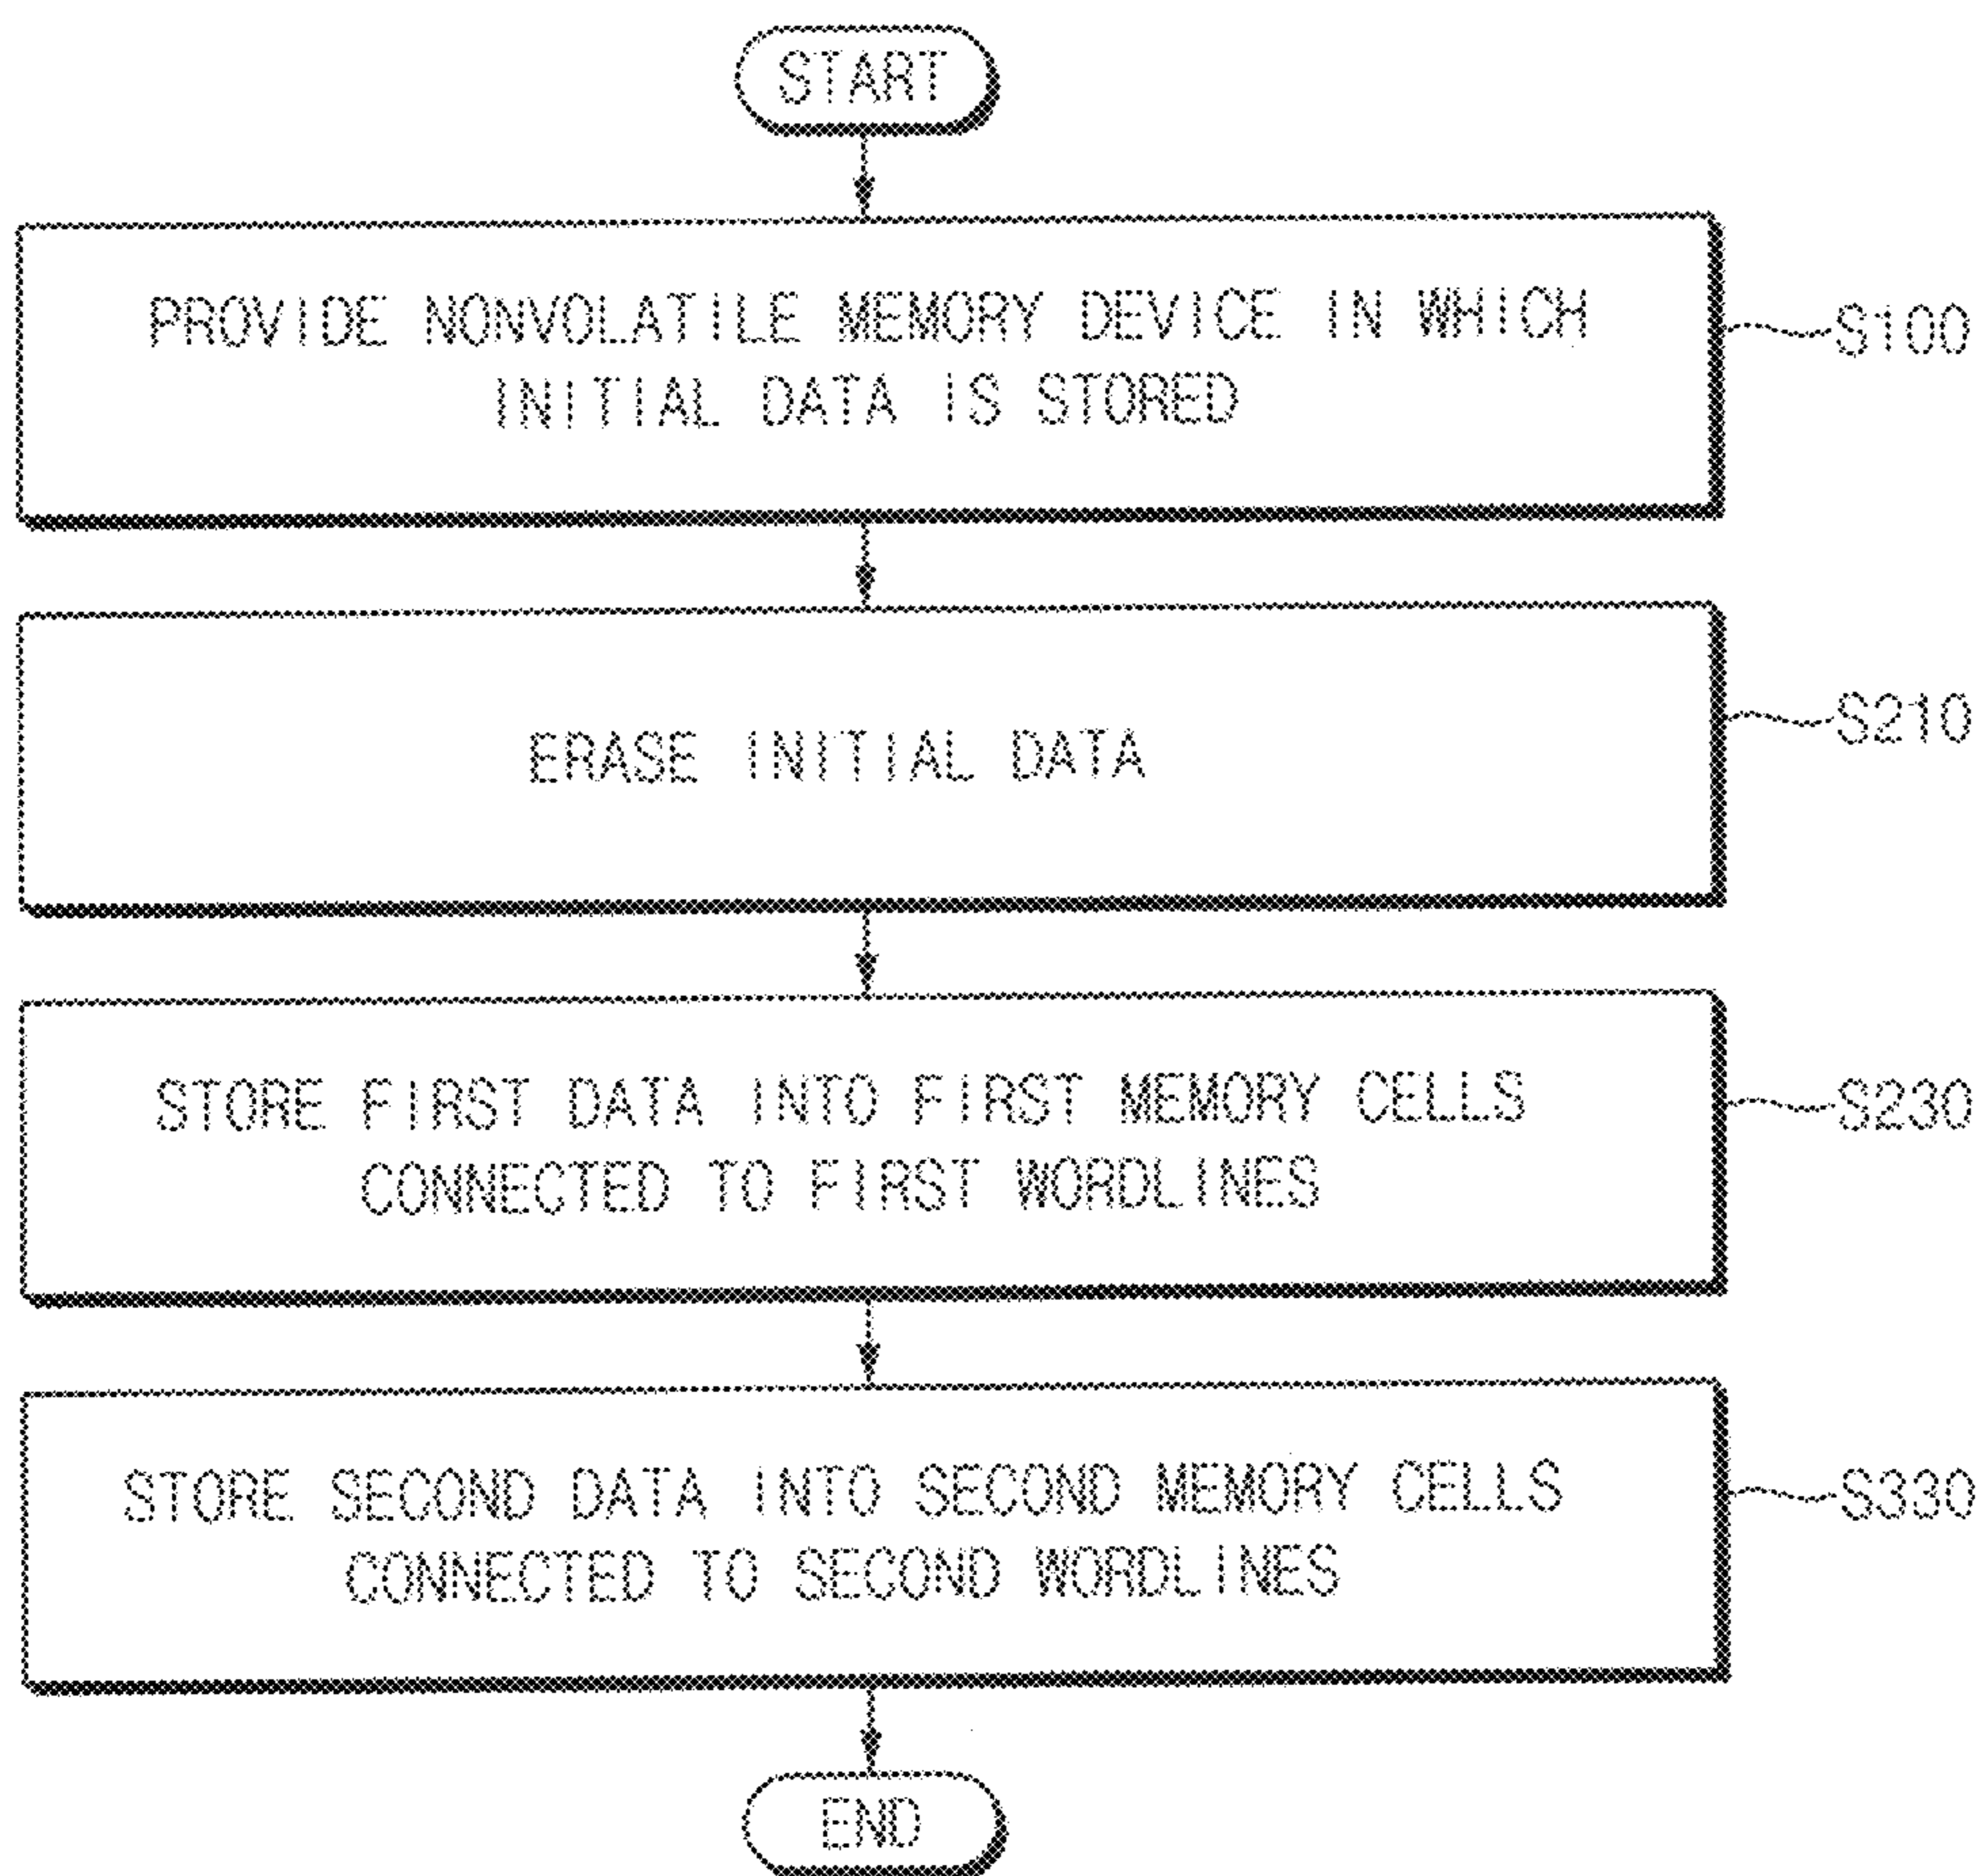 START
PROVIDE NONVOLATILE MEMORY DEVICE IN WHICH
INITIAL DATA IS STORED
S100
ERASE INITIAL DATA
S210
STORE FIRST DATA INTO FIRST MEMORY CELLS
CONNECTED TO FIRST WORDLINES
S230
STORE SECOND DATA INTO SECOND MEMORY CELLS
CONNECTED TO SECOND WORDLINES
S330
END